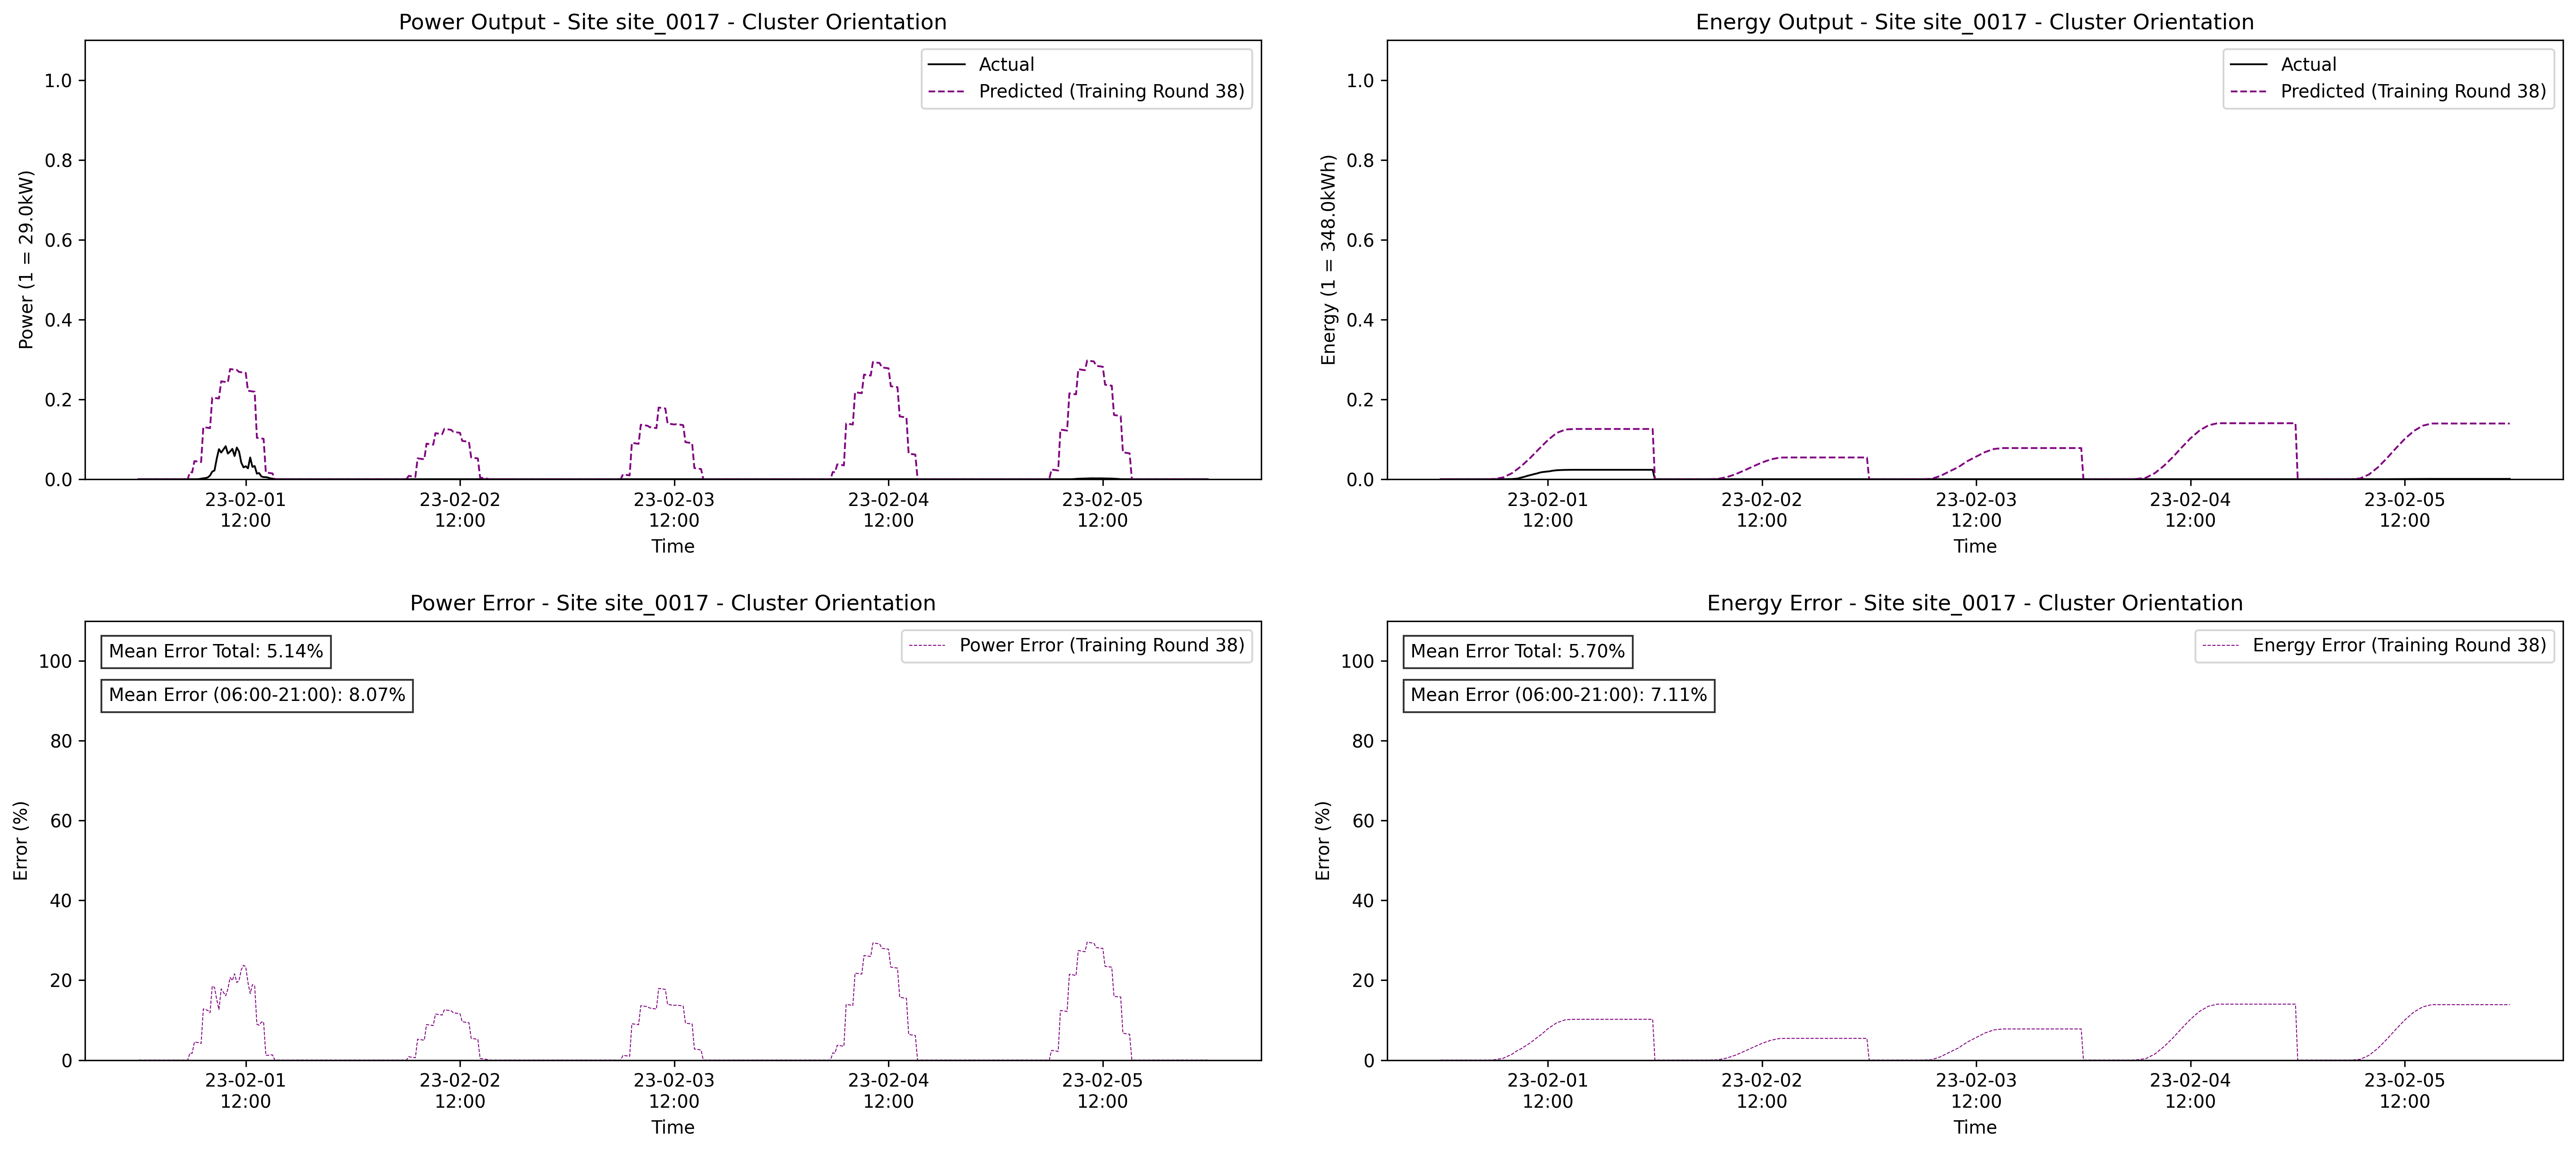 Power Output - Site site_0017 - Cluster Orientation
Power (1 = 29.0kW)
1.0
0.8
0.6
0.4
0.2
0.0
Actual
Predicted (Training Round 38)
23-02-01
12:00
23-02-02
12:00
23-02-03
12:00
23-02-04
12:00
23-02-05
12:00
Time
Energy Output - Site site_0017 - Cluster Orientation
Energy (1 = 348.0kWh)
1.0
0.8
0.6
0.4
0.2
0.0
Actual
Predicted (Training Round 38)
23-02-01
12:00
23-02-02
12:00
23-02-03
12:00
23-02-04
12:00
23-02-05
12:00
Time
Power Error - Site site_0017 - Cluster Orientation
Error (%)
100
80
60
40
20
0
Mean Error Total: 5.14%
Mean Error (06:00-21:00): 8.07%
Power Error (Training Round 38)
23-02-01
12:00
23-02-02
12:00
23-02-03
12:00
23-02-04
12:00
23-02-05
12:00
Time
Energy Error - Site site_0017 - Cluster Orientation
Error (%)
100
80
60
40
20
0
Mean Error Total: 5.70%
Mean Error (06:00-21:00): 7.11%
Energy Error (Training Round 38)
23-02-01
12:00
23-02-02
12:00
23-02-03
12:00
23-02-04
12:00
23-02-05
12:00
Time